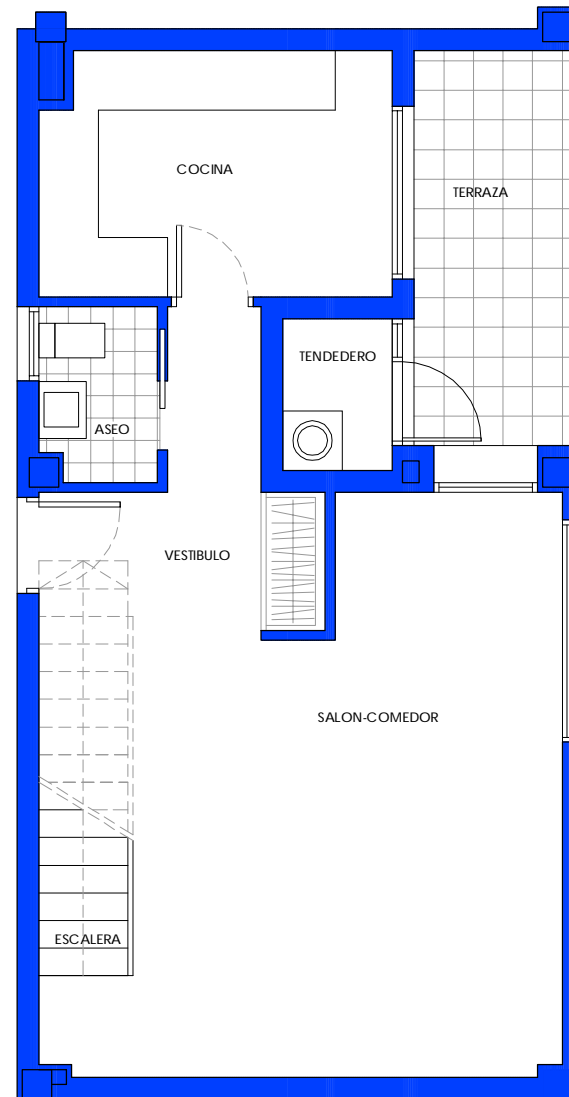 COCINA
TERRAZA
TENDEDERO
ASEO
VESTIBULO
SALON-COMEDOR
ESCALERA